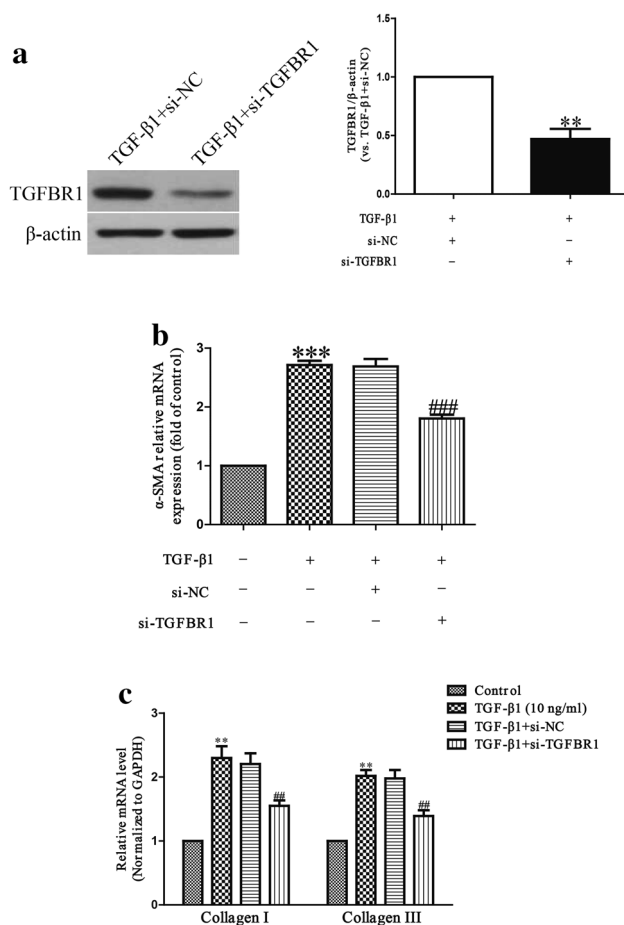 a
TGF-β1+si-NC
TGF-β1+si-TGFBR1
TGFBR1
β-actin
TGFBR1/β-actin
(vs. TGF-β1+si-NC)
1.5
1.0
0.5
0.0
**
TGF-β1 + +
si-NC + −
si-TGFBR1 − +
b
α-SMA relative mRNA
expression (fold of control)
3
2
1
0
***
###
TGF-β1 − + + +
si-NC − − + −
si-TGFBR1 − − − +
c
Control
TGF-β1 (10 ng/ml)
TGF-β1+si-NC
TGF-β1+si-TGFBR1
Relative mRNA level
(Normalized to GAPDH)
3
2
1
0
**
##
**
##
Collagen I Collagen III